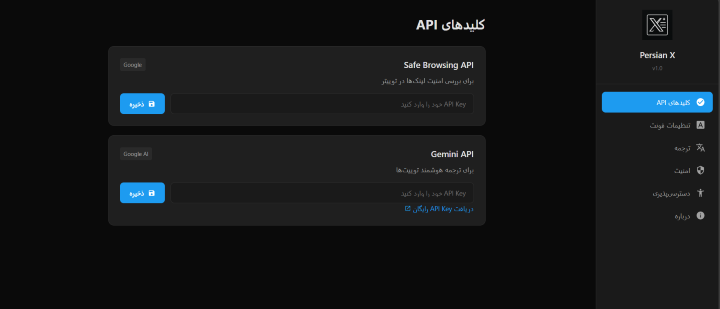 Persian X
v1.0
کلیدهای API
تنظیمات فونت
ترجمه
امنیت
دسترس‌پذیری
درباره
کلیدهای API
Safe Browsing API
Google
برای بررسی امنیت لینک‌ها در توییتر
API Key خود را وارد کنید
ذخیره
Gemini API
Google AI
برای ترجمه هوشمند توییت‌ها
API Key خود را وارد کنید
ذخیره
دریافت API Key رایگان